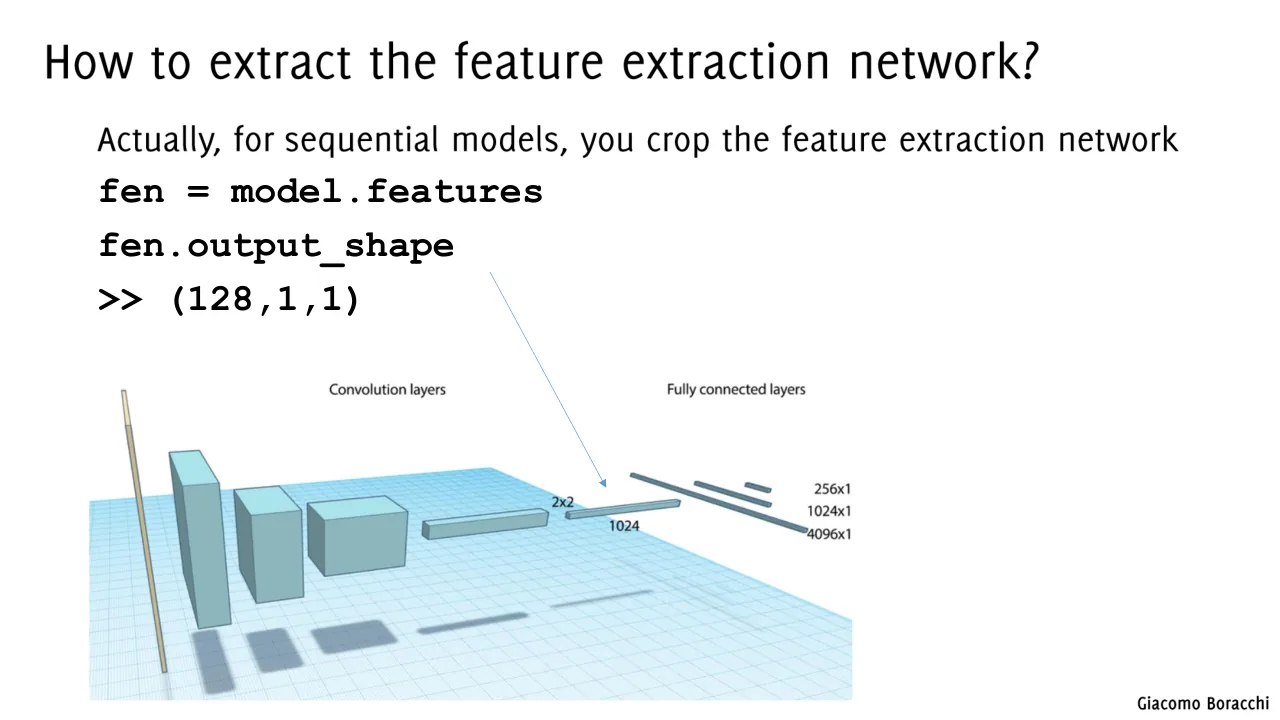 How to extract the feature extraction network?
Actually, for sequential models, you crop the feature extraction network
fen = model.features
fen.output_shape
>> (128,1,1)
Convolution layers
Fully connected layers
2x2
1024
256x1
1024x1
4096x1
Giacomo Boracchi